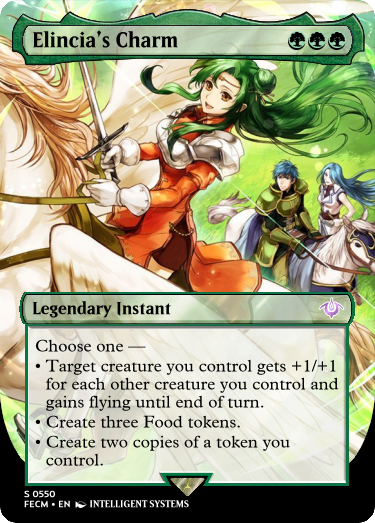 Elincia's Charm
Legendary Instant
Choose one —
• Target creature you control gets +1/+1
for each other creature you control and
gains flying until end of turn.
• Create three Food tokens.
• Create two copies of a token you
control.
S 0550
FECM • EN INTELLIGENT SYSTEMS